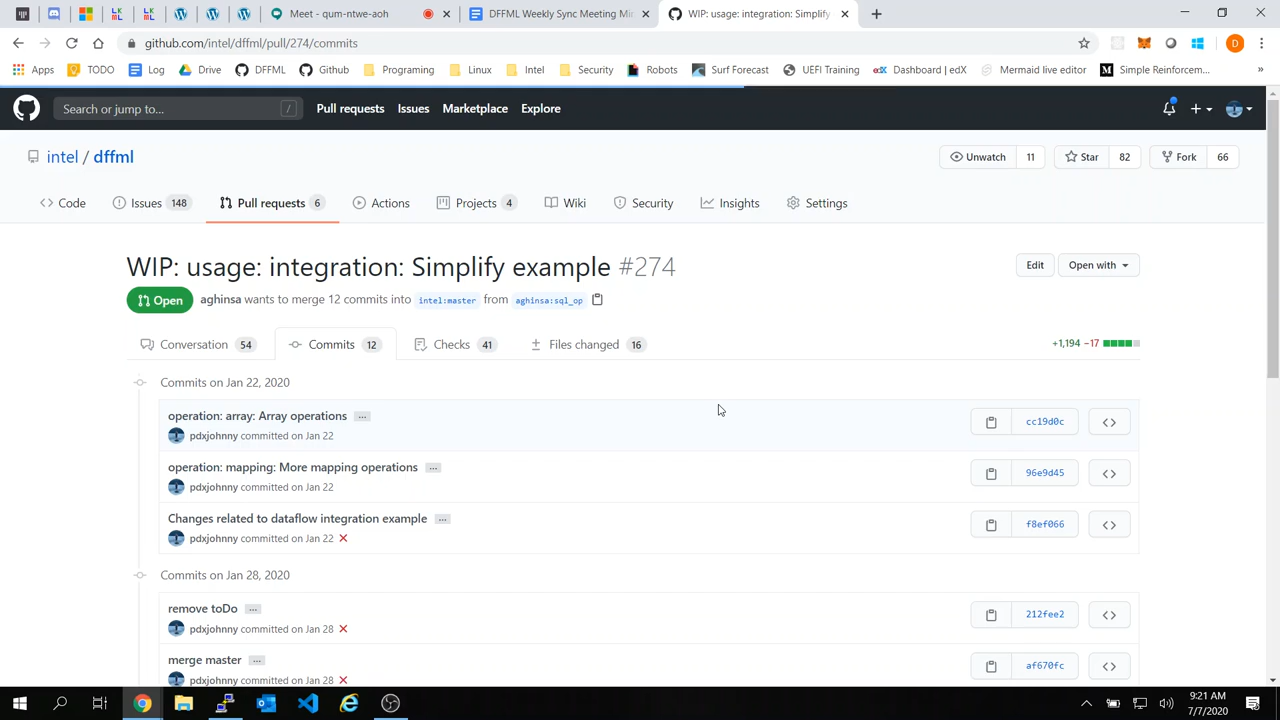 Meet - qum-ntwe-aoh
DFFML Weekly Sync Meeting Mi
WIP: usage: integration: Simplify
github.com/intel/dffml/pull/274/commits
D
Apps TODO Log Drive DFFML Github Programing Linux Intel Security Robots Surf Forecast UEFI Training Dashboard | edX Mermaid live editor Simple Reinforcem... »
Search or jump to... / Pull requests Issues Marketplace Explore
intel / dffml
Unwatch 11 Star 82 Fork 66
Code Issues 148 Pull requests 6 Actions Projects 4 Wiki Security Insights Settings
WIP: usage: integration: Simplify example #274
Edit Open with
Open aghinsa wants to merge 12 commits into intel:master from aghinsa:sql_op
Conversation 54 Commits 12 Checks 41 Files changed 16
+1,194 −17
Commits on Jan 22, 2020
operation: array: Array operations ...
pdxjohnny committed on Jan 22
cc19d0c
operation: mapping: More mapping operations ...
pdxjohnny committed on Jan 22
96e9d45
Changes related to dataflow integration example ...
pdxjohnny committed on Jan 22
f8ef066
Commits on Jan 28, 2020
remove toDo ...
pdxjohnny committed on Jan 28
212fee2
merge master ...
pdxjohnny committed on Jan 28
af670fc
9:21 AM
7/7/2020